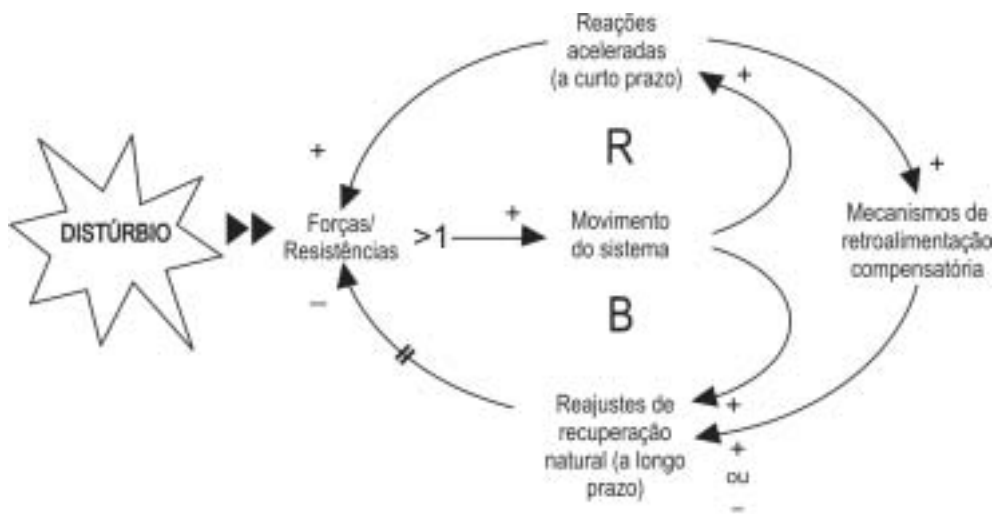 Reações
aceleradas
(a curto prazo)
+
+
R
+
DISTÚRBIO
Forças/
Resistências
>1
+
Movimento
do sistema
Mecanismos de
retroalimentação
compensatória
–
B
Reajustes de
recuperação
natural (a longo
prazo)
+
+
ou
–